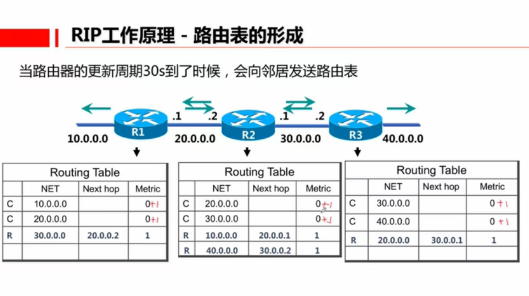 RIP工作原理 - 路由表的形成
当路由器的更新周期30s到了时候，会向邻居发送路由表
R1 .1 .2 R2 .1 .2 R3
10.0.0.0 20.0.0.0 30.0.0.0 40.0.0.0
Routing Table
NET Next hop Metric
C 10.0.0.0 0+1
C 20.0.0.0 0+1
R 30.0.0.0 20.0.0.2 1
Routing Table
NET Next hop Metric
C 20.0.0.0 0+1
C 30.0.0.0 0+1
R 10.0.0.0 20.0.0.1 1
R 40.0.0.0 30.0.0.2 1
Routing Table
NET Next hop Metric
C 30.0.0.0 0+1
C 40.0.0.0 0+1
R 20.0.0.0 30.0.0.1 1